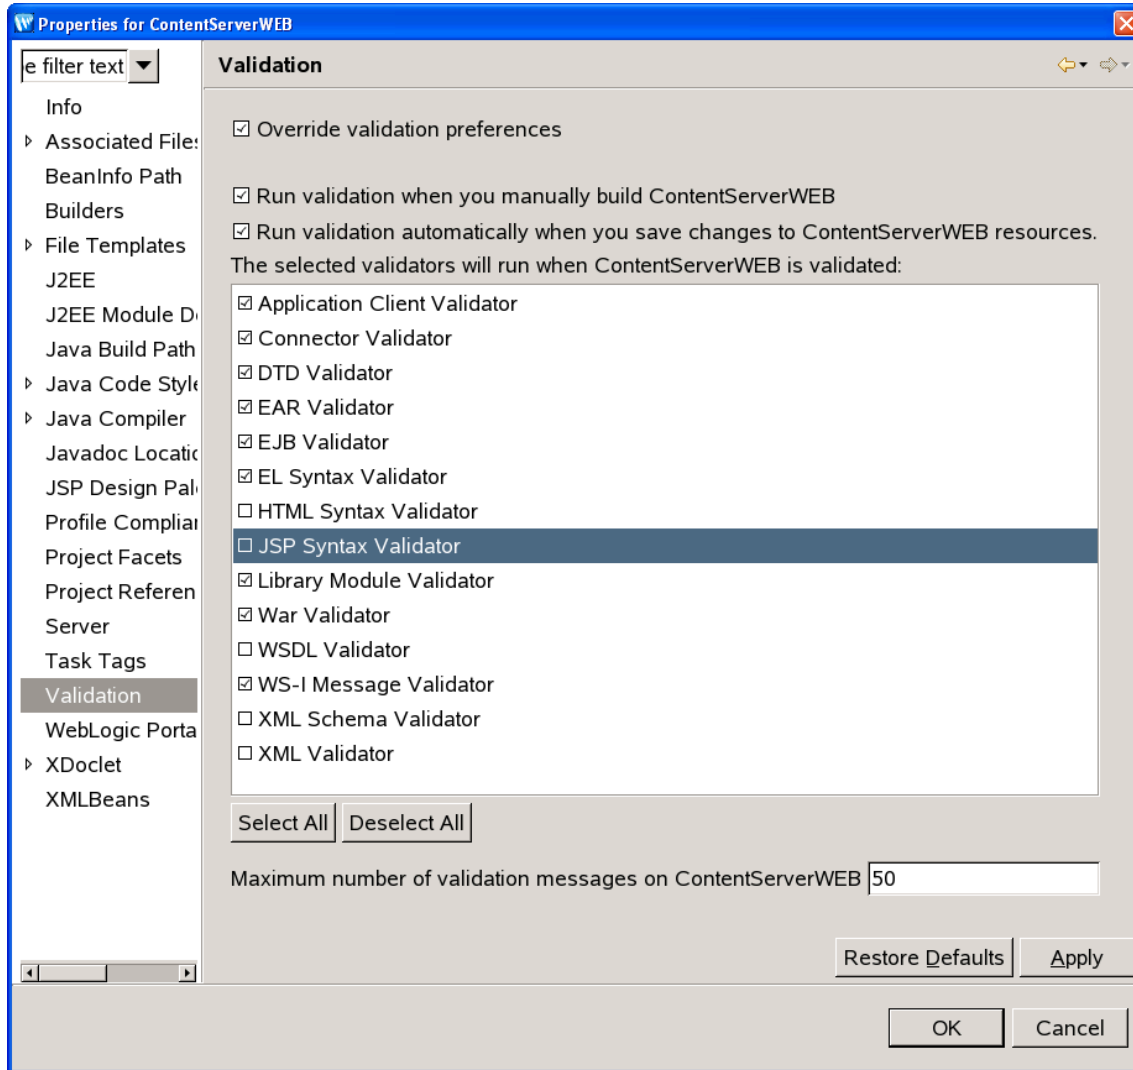 Properties for ContentServerWEB
e filter text
Info
Associated Files
BeanInfo Path
Builders
File Templates
J2EE
J2EE Module D
Java Build Path
Java Code Style
Java Compiler
Javadoc Locatio
JSP Design Pal
Profile Complian
Project Facets
Project Referen
Server
Task Tags
Validation
WebLogic Porta
XDoclet
XMLBeans
Validation
Override validation preferences
Run validation when you manually build ContentServerWEB
Run validation automatically when you save changes to ContentServerWEB resources.
The selected validators will run when ContentServerWEB is validated:
Application Client Validator
Connector Validator
DTD Validator
EAR Validator
EJB Validator
EL Syntax Validator
HTML Syntax Validator
JSP Syntax Validator
Library Module Validator
War Validator
WSDL Validator
WS-I Message Validator
XML Schema Validator
XML Validator
Select All Deselect All
Maximum number of validation messages on ContentServerWEB 50
Restore Defaults Apply
OK Cancel